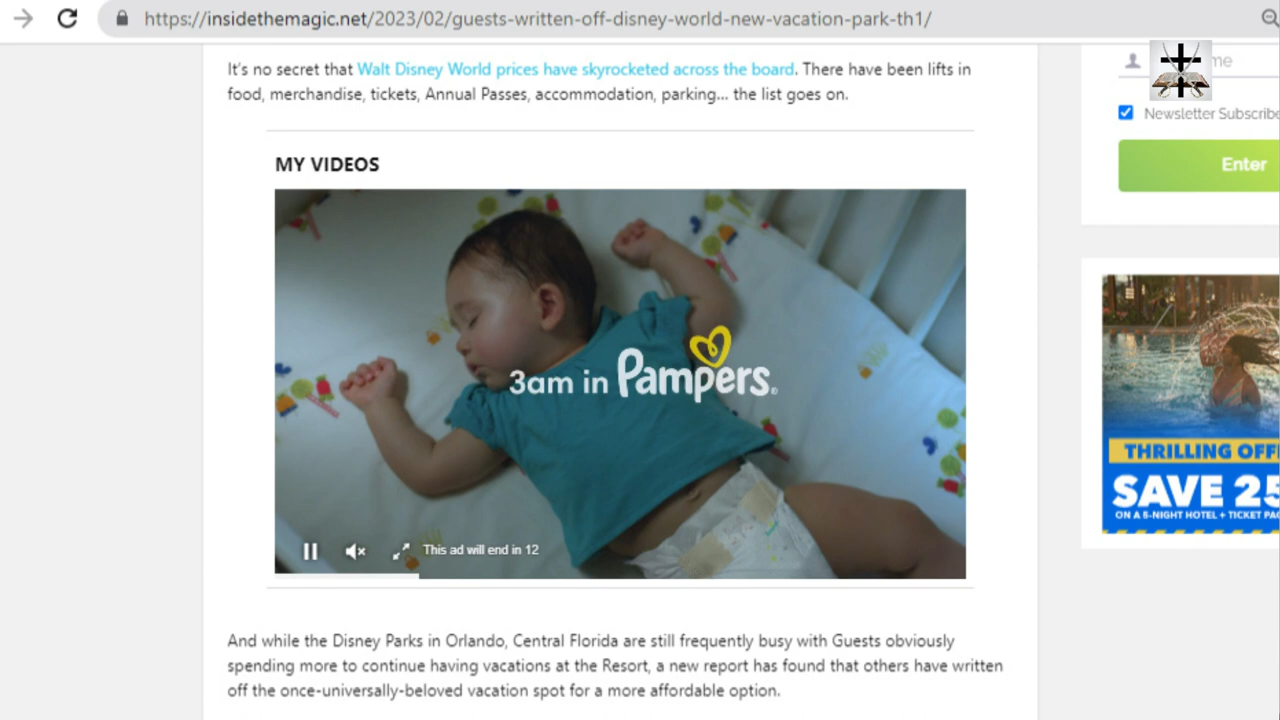 https://insidethemagic.net/2023/02/guests-written-off-disney-world-new-vacation-park-th1/
It's no secret that Walt Disney World prices have skyrocketed across the board. There have been lifts in
food, merchandise, tickets, Annual Passes, accommodation, parking... the list goes on.
MY VIDEOS
3am in Pampers
This ad will end in 12
And while the Disney Parks in Orlando, Central Florida are still frequently busy with Guests obviously
spending more to continue having vacations at the Resort, a new report has found that others have written
off the once-universally-beloved vacation spot for a more affordable option.
me
Newsletter Subscribe
Enter
THRILLING OFF
SAVE 25
ON A 5-NIGHT HOTEL + TICKET PAC